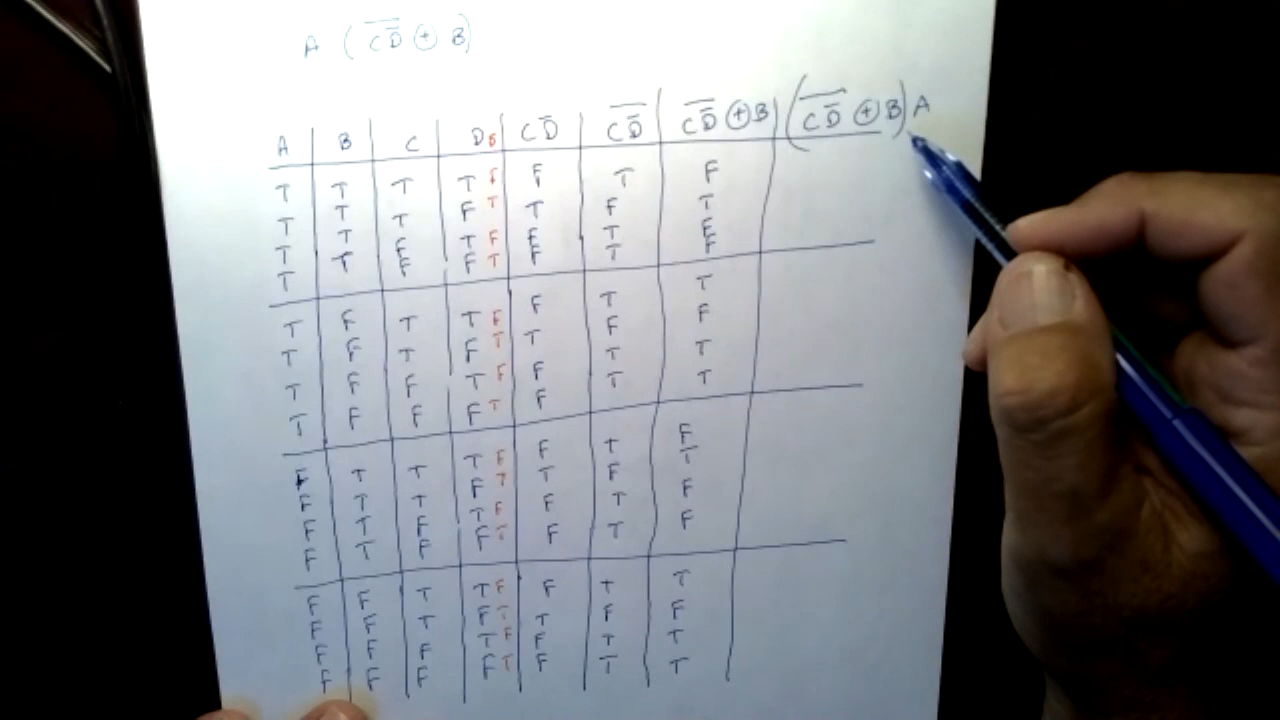 A ( C̅D̅̅ ⊕ B)
A B C D D̅ CD̅ C̅D̅̅ C̅D̅̅ ⊕ B (C̅D̅̅ ⊕ B) A
T T T T F F T F
T T T F T T F T
T T F T F F T F
T T F F T F T F
T F T T F F T T
T F T F T T F F
T F F T F F T T
T F F F T F T T
F T T T F F T F
F T T F T T F T
F T F T F F T F
F T F F T F T F
F F T T F F T T
F F T F T T F F
F F F T F F T T
F F F F T F T T